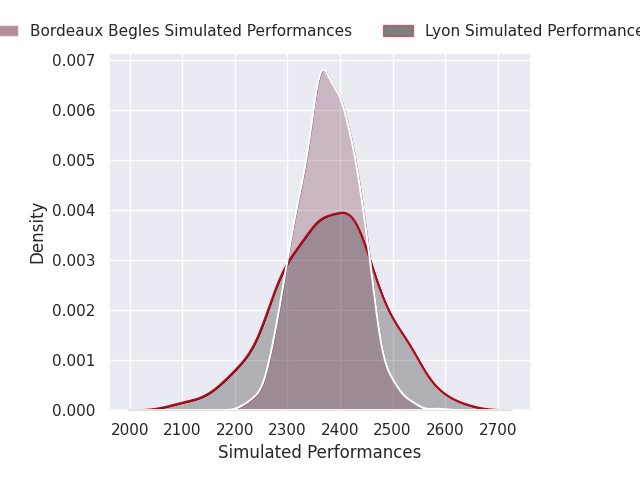 Bordeaux Begles Simulated Performances
Lyon Simulated Performance
0.007
0.006
0.005
0.004
0.003
0.002
0.001
0.000
Density
2000 2100 2200 2300 2400 2500 2600 2700
Simulated Performances